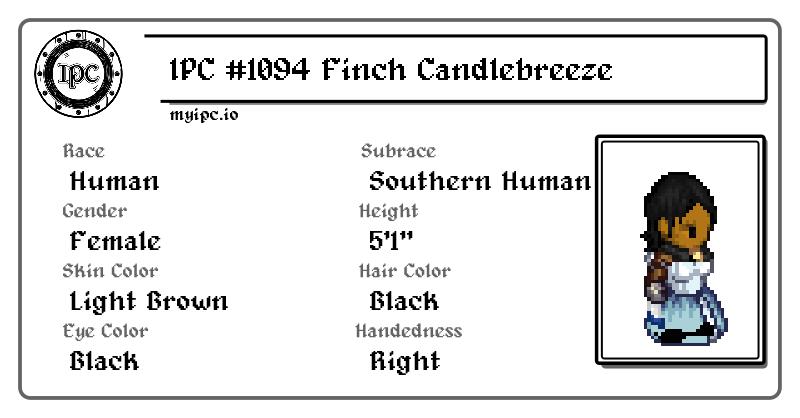 IPC
IPC #1094 Finch Candlebreeze
myipc.io
Race
Human
Subrace
Southern Human
Gender
Female
Height
5'1"
Skin Color
Light Brown
Hair Color
Black
Eye Color
Black
Handedness
Right